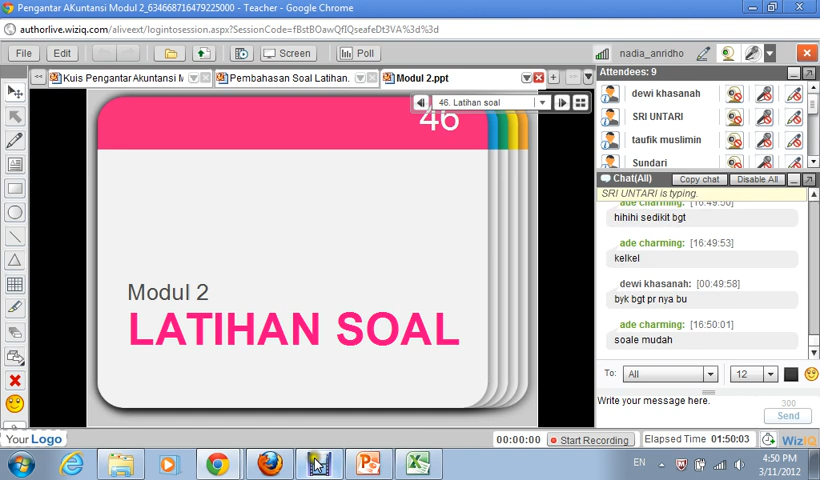 Pengantar AKuntansi Modul 2_634668716479225000 - Teacher - Google Chrome
authorlive.wiziq.com/aliveext/logintosession.aspx?SessionCode=fBstBOawQfIQseafeDt3VA%3d%3d
File
Edit
Screen
Poll
nadia_anridho
Kuis Pengantar Akuntansi M
Pembahasan Soal Latihan.
Modul 2.ppt
46. Latihan soal
46
Modul 2
LATIHAN SOAL
Attendees: 9
dewi khasanah
SRI UNTARI
taufik muslimin
Sundari
Chat(All)
Copy chat
Disable All
SRI UNTARI is typing.
ade charming: [16:49:50]
hihihi sedikit bgt
ade charming: [16:49:53]
kelkel
dewi khasanah: [00:49:58]
byk bgt pr nya bu
ade charming: [16:50:01]
soale mudah
To:
All
12
Write your message here.
300
Send
Your Logo
00:00:00
Start Recording
Elapsed Time : 01:50:03
WizIQ
EN
4:50 PM
3/11/2012